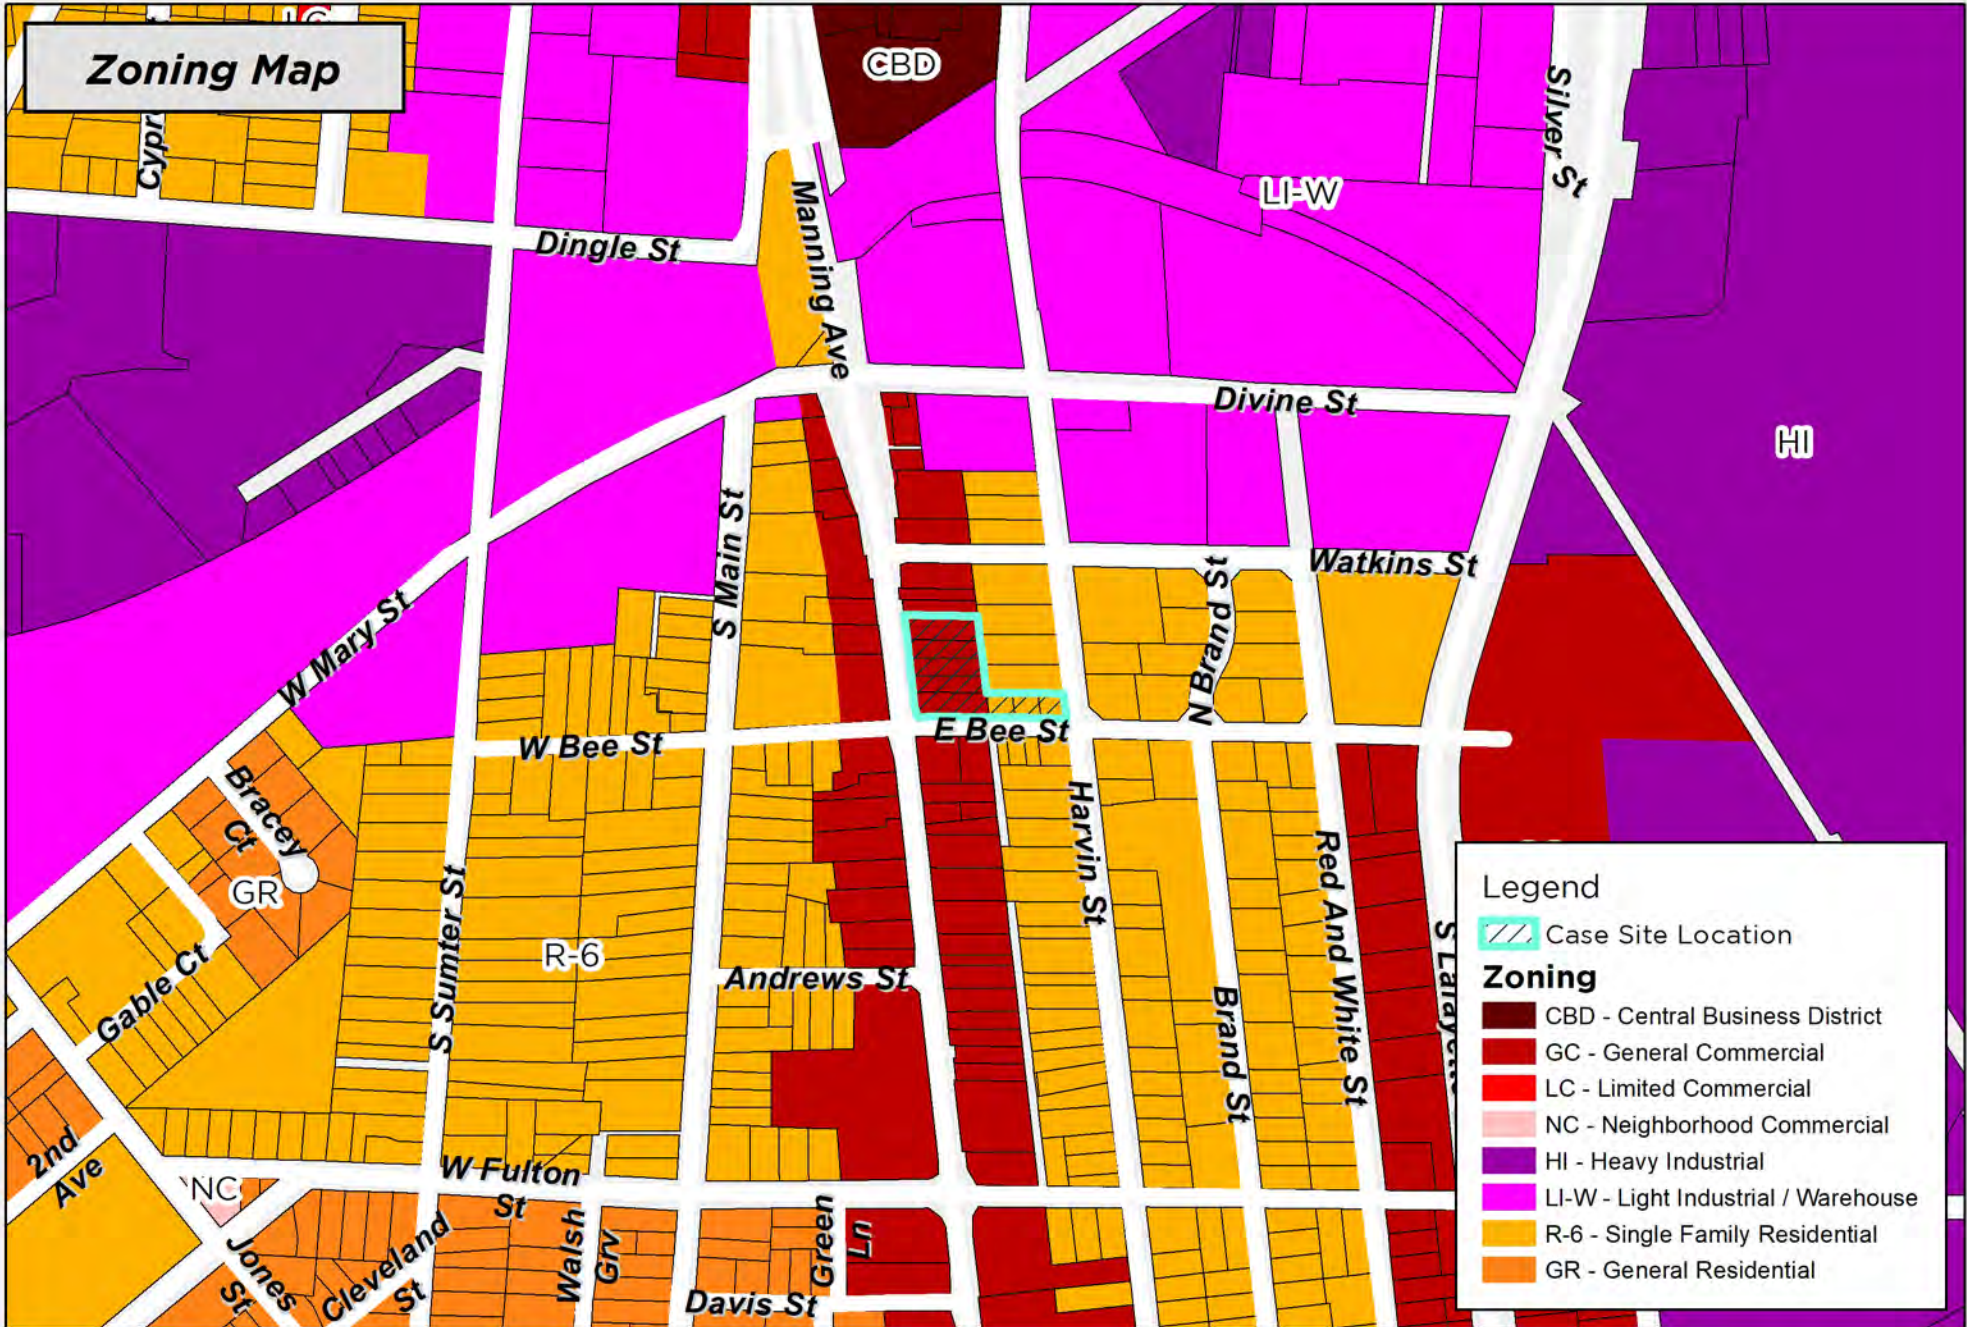 LC
Zoning Map
CBD
Silver St
Manning Ave
LI-W
Dingle St
Divine St
HI
S Main St
Watkins St
N Brand St
W Mary St
E Bee St
W Bee St
Bracey
Ct
Harvin St
Red And White St
GR
S Sumter St
R-6
Andrews St
Gable Ct
Brand St
2nd
Ave
NC
W Fulton
St
Walsh
Grv
Green
Ln
Jones
St
Cleveland
St
Davis St
Legend
Case Site Location
Zoning
CBD - Central Business District
GC - General Commercial
LC - Limited Commercial
NC - Neighborhood Commercial
HI - Heavy Industrial
LI-W - Light Industrial / Warehouse
R-6 - Single Family Residential
GR - General Residential